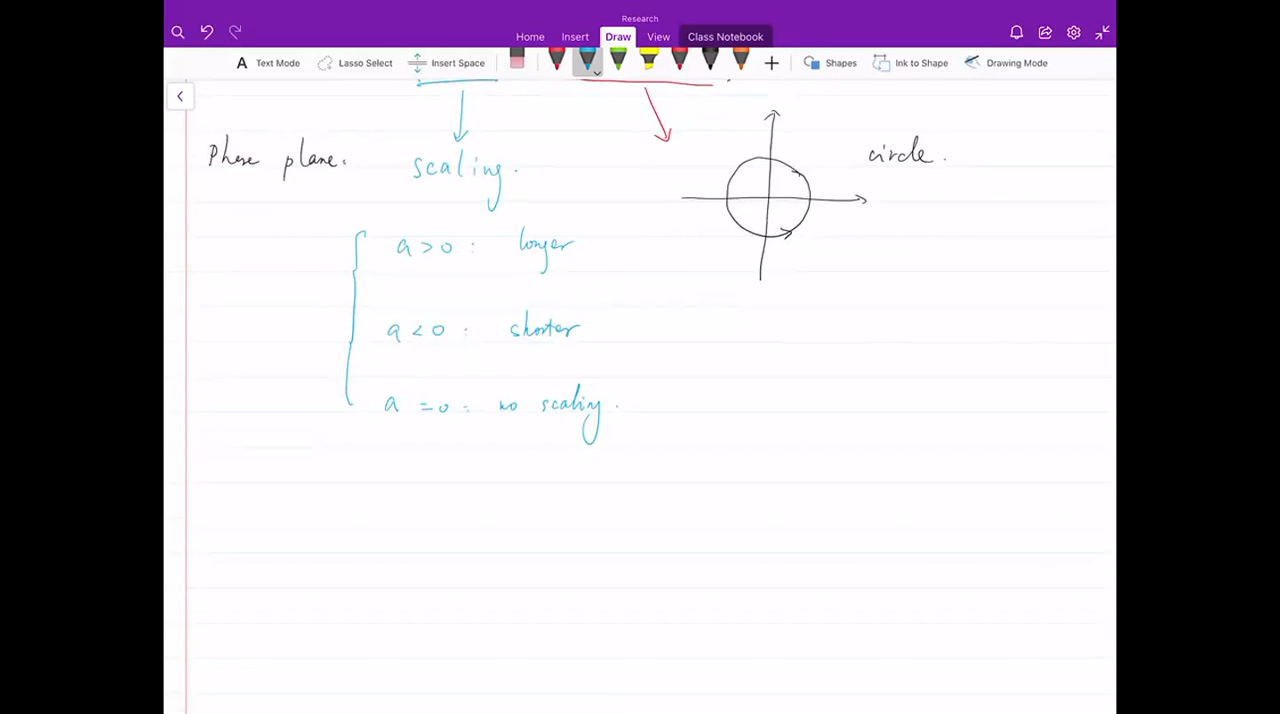 Research
Home Insert Draw View Class Notebook
A Text Mode Lasso Select Insert Space Shapes Ink to Shape Drawing Mode
Phase plane. scaling. circle.
a > 0 : longer
a < 0 : shorter
a = 0 : no scaling.